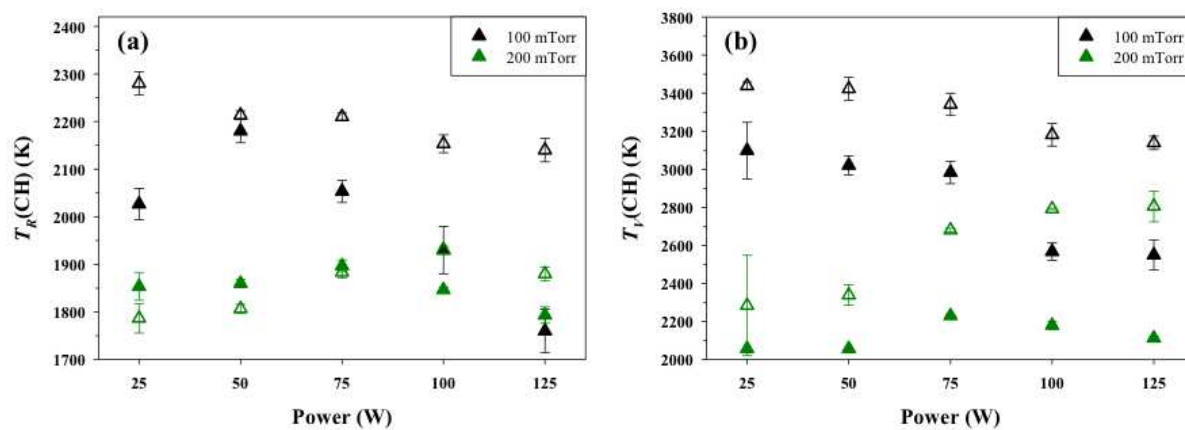 (a)
100 mTorr
200 mTorr
2400
2300
2200
2100
2000
1900
1800
1700
T_R(CH) (K)
25 50 75 100 125
Power (W)
(b)
100 mTorr
200 mTorr
3800
3600
3400
3200
3000
2800
2600
2400
2200
2000
T_V(CH) (K)
25 50 75 100 125
Power (W)